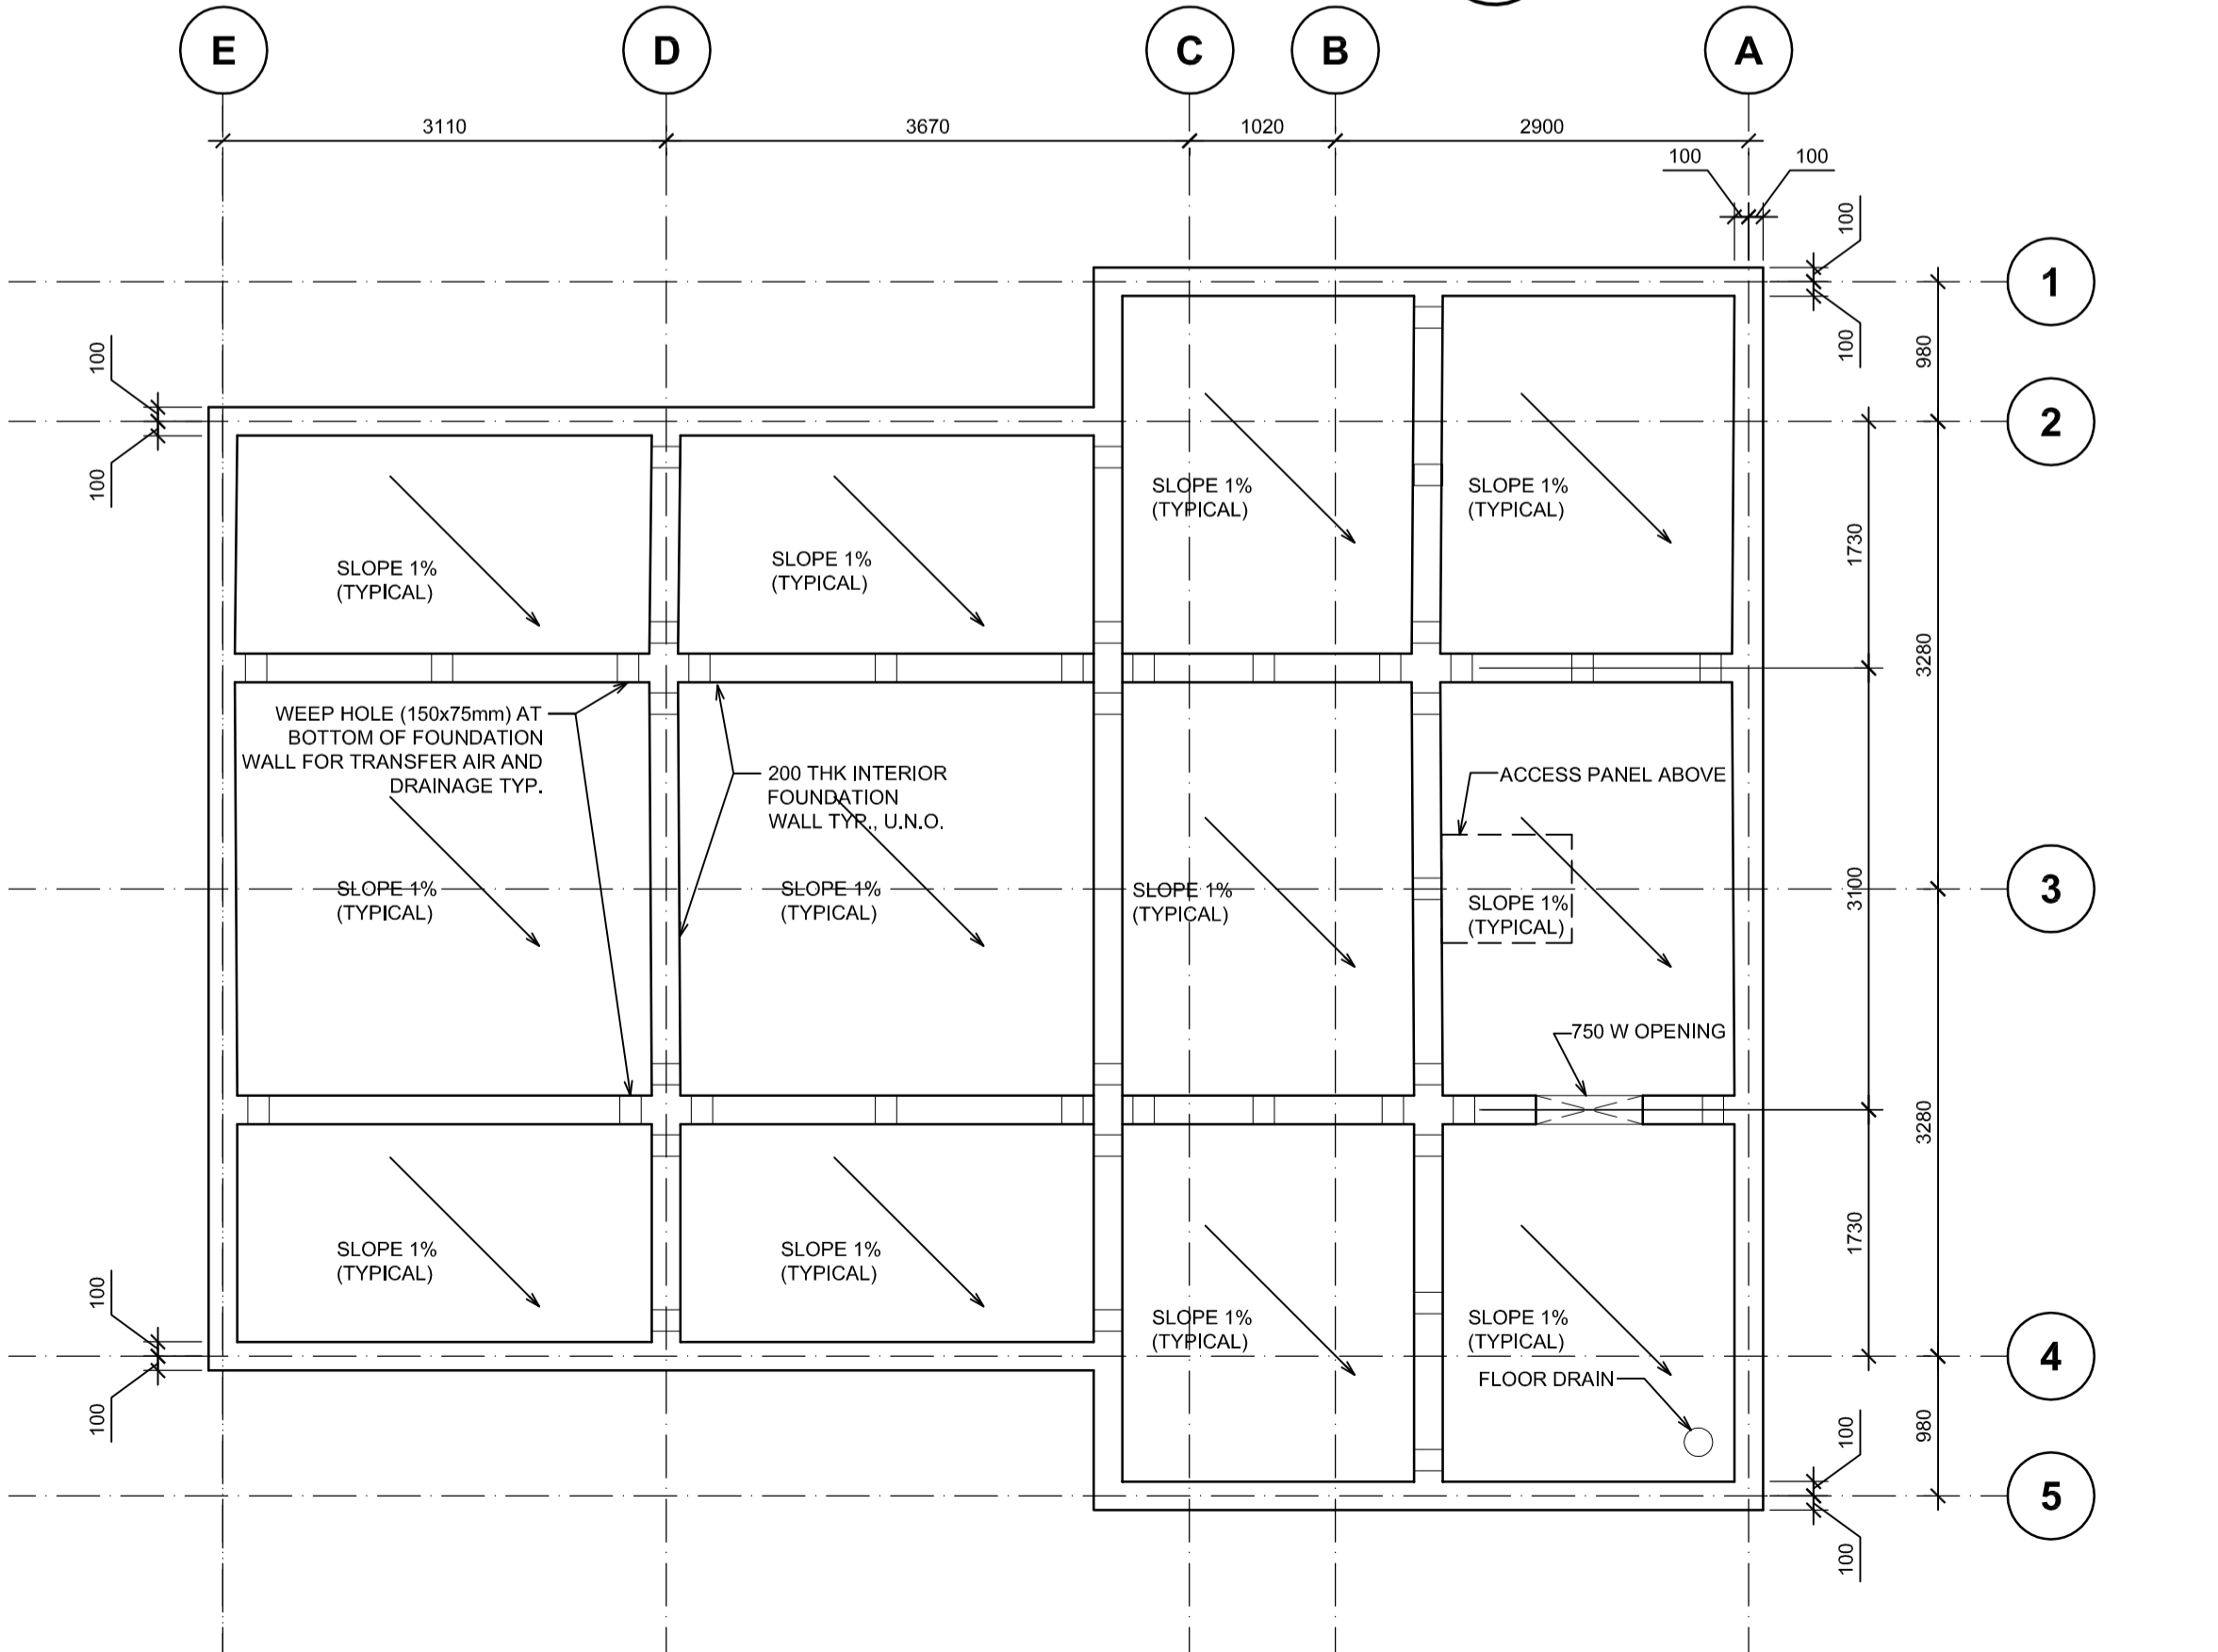 E
D
C
B
A
3110
3670
1020
2900
100
100
100
1
100
980
2
100
100
SLOPE 1%
(TYPICAL)
SLOPE 1%
(TYPICAL)
SLOPE 1%
(TYPICAL)
SLOPE 1%
(TYPICAL)
1730
3280
WEEP HOLE (150x75mm) AT
BOTTOM OF FOUNDATION
WALL FOR TRANSFER AIR AND
DRAINAGE TYP.
200 THK INTERIOR
FOUNDATION
WALL TYP., U.N.O.
ACCESS PANEL ABOVE
SLOPE 1%
(TYPICAL)
SLOPE 1%
(TYPICAL)
SLOPE 1%
(TYPICAL)
SLOPE 1%
(TYPICAL)
3100
3
750 W OPENING
3280
SLOPE 1%
(TYPICAL)
SLOPE 1%
(TYPICAL)
SLOPE 1%
(TYPICAL)
SLOPE 1%
(TYPICAL)
1730
100
4
FLOOR DRAIN
100
100
980
5
100